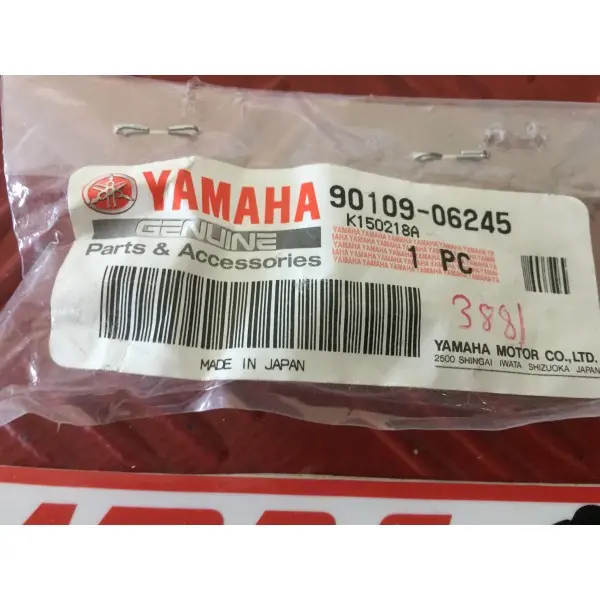 YAMAHA
GENUINE
Parts & Accessories
90109-06245
K150218A
1 PC
3881
MADE IN JAPAN
YAMAHA MOTOR CO.,LTD.
2500 SHINGAI IWATA SHIZUOKA JAPAN